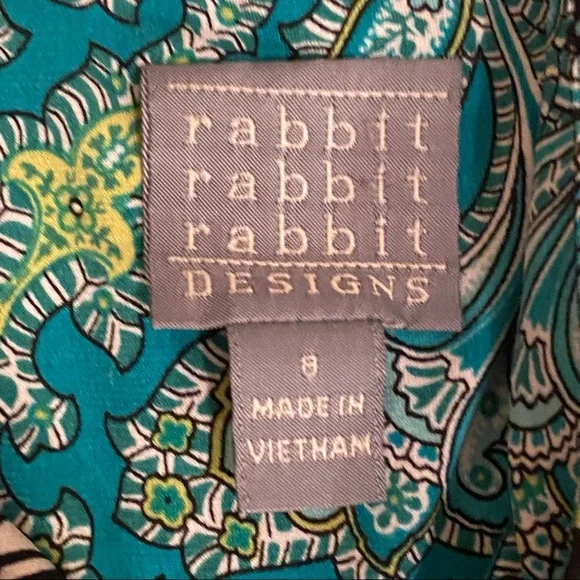 rabbit
rabbit
rabbit
DESIGNS
8
MADE IN
VIETNAM